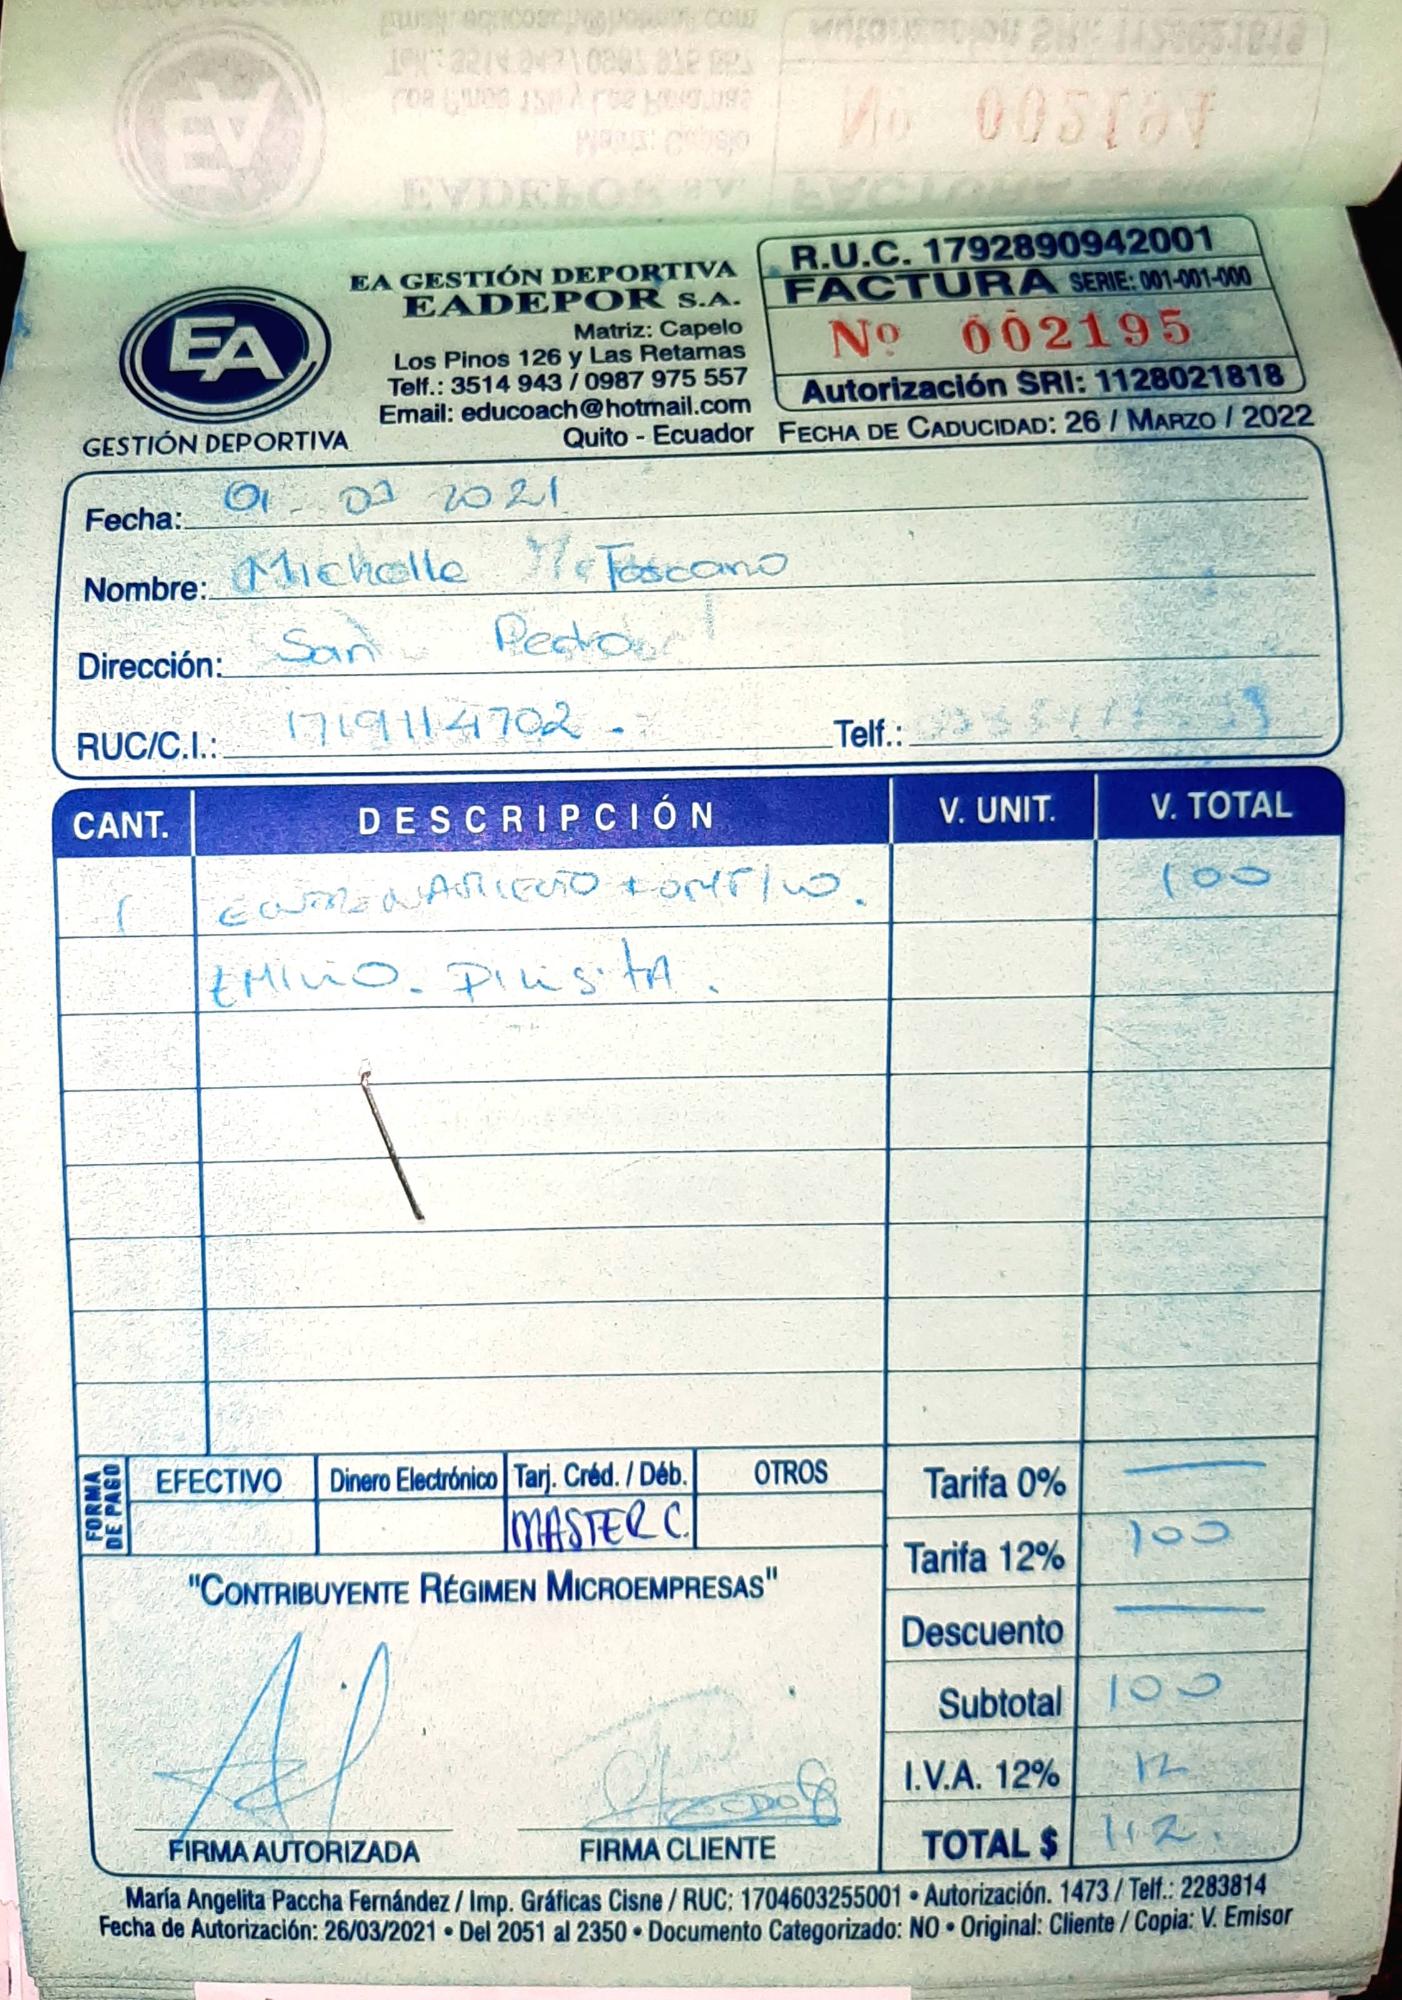 EA GESTIÓN DEPORTIVA
EADEPOR S.A.
Matriz: Capelo
Los Pinos 126 y Las Retamas
Telf.: 3514 943 / 0987 975 557
Email: educoach@hotmail.com
Quito - Ecuador
EA
GESTIÓN DEPORTIVA
R.U.C. 1792890942001
FACTURA SERIE: 001-001-000
Nº 002195
Autorización SRI: 1128021818
FECHA DE CADUCIDAD: 26 / MARZO / 2022
Fecha: 01 07 2021
Nombre: Michelle Toscano
Dirección: San Pedro
RUC/C.I.: 1719114702 Telf.:
CANT. DESCRIPCIÓN V. UNIT. V. TOTAL
1 100
EMILIO.
FORMA DE PAGO
EFECTIVO Dinero Electrónico Tarj. Créd. / Déb. OTROS
MASTER C.
"CONTRIBUYENTE RÉGIMEN MICROEMPRESAS"
Tarifa 0%
Tarifa 12% 100
Descuento
Subtotal 100
I.V.A. 12% 12
TOTAL $ 112.
FIRMA AUTORIZADA FIRMA CLIENTE
María Angelita Paccha Fernández / Imp. Gráficas Cisne / RUC: 1704603255001 • Autorización. 1473 / Telf.: 2283814
Fecha de Autorización: 26/03/2021 • Del 2051 al 2350 • Documento Categorizado: NO • Original: Cliente / Copia: V. Emisor